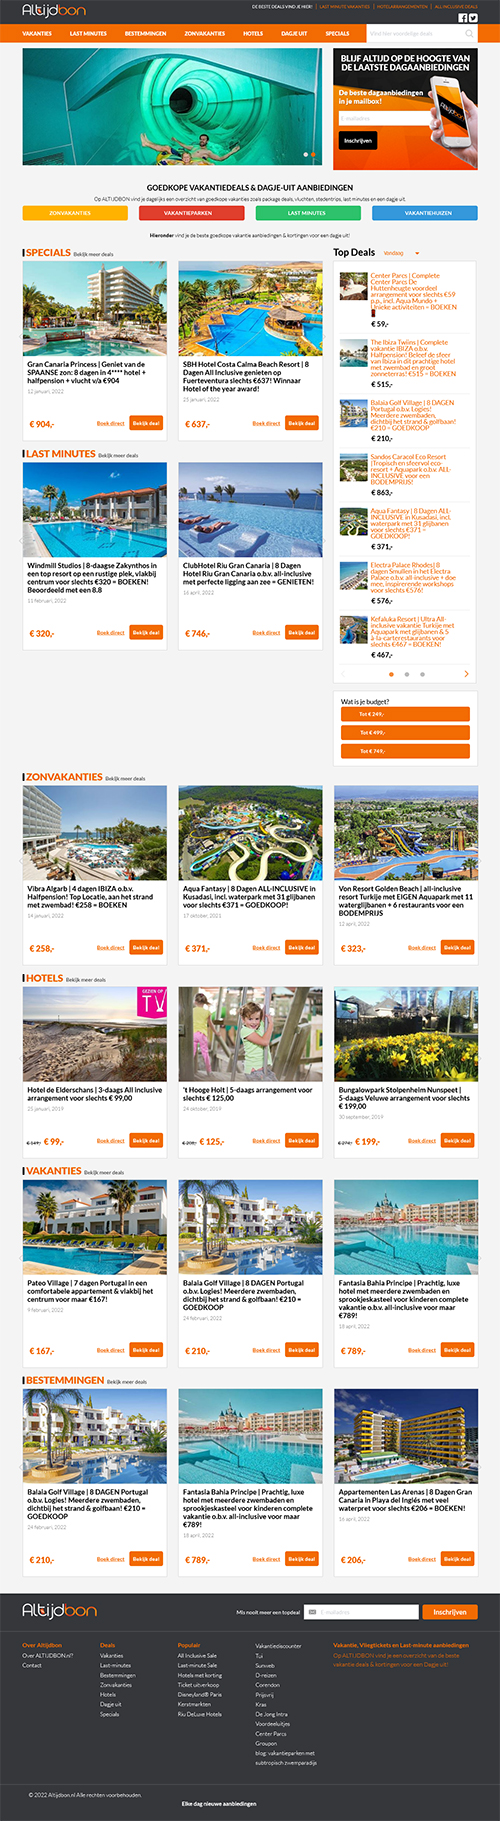 Altijdbon
DE BESTE DEALS VIND JE HIER! | LAST MINUTE VAKANTIES | HOTELARRANGEMENTEN | ALL INCLUSIVE DEALS
VAKANTIES LAST MINUTES BESTEMMINGEN ZONVAKANTIES HOTELS DAGJE UIT SPECIALS Vind hier voordelige deals
BLIJF ALTIJD OP DE HOOGTE VAN
DE LAATSTE DAGAANBIEDINGEN
De beste dagaanbiedingen
in je mailbox!
E-mailadres
Inschrijven
Altijdbon
GOEDKOPE VAKANTIEDEALS & DAGJE-UIT AANBIEDINGEN
Op ALTIJDBON vind je dagelijks een overzicht van goedkope vakanties zoals package deals, vluchten, stedentrips, last minutes en een dagje uit.
ZONVAKANTIES VAKANTIEPARKEN LAST MINUTES VAKANTIEHUIZEN
Hieronder vind je de beste goedkope vakantie aanbiedingen & kortingen voor een dagje uit!
SPECIALS Bekijk meer deals
Gran Canaria Princess | Geniet van de
SPAANSE zon: 8 dagen in 4**** hotel +
halfpension + vlucht v/a €904
12 januari, 2022
€ 904,- Boek direct Bekijk deal
SBH Hotel Costa Calma Beach Resort | 8
Dagen All Inclusive genieten op
Fuerteventura slechts €637! Winnaar
Hotel of the year award!
25 januari, 2022
€ 637,- Boek direct Bekijk deal
Top Deals Vandaag
Center Parcs | Complete
Center Parcs De
Huttenheugte voordeel
arrangement voor slechts €59
p.p. incl. Aqua Mundo +
Unieke activiteiten = BOEKEN
€ 59,-
The Ibiza Twiins | Complete
vakantie IBIZA o.b.v.
Halfpension! Beleef de sfeer
van Ibiza in dit prachtige hotel
met zwembad en groot
zonneterras! €515 = BOEKEN
€ 515,-
Balaia Golf Village | 8 DAGEN
Portugal o.b.v. Logies!
Meerdere zwembaden,
dichtbij het strand & golfbaan!
€210 = GOEDKOOP
€ 210,-
Sandos Caracol Eco Resort
| Tropisch en sfeervol eco-
resort + Aquapark o.b.v. ALL-
INCLUSIVE voor een
BODEMPRIJS!
€ 863,-
Aqua Fantasy | 8 Dagen ALL-
INCLUSIVE in Kusadasi, incl.
waterpark met 31 glijbanen
voor slechts €371 =
GOEDKOOP!
€ 371,-
Electra Palace Rhodes| 8
dagen Smullen in het Electra
Palace o.b.v. all-inclusive + doe
mee, inspirerende workshops
voor slechts €576!
€ 576,-
Kefaluka Resort | Ultra All-
inclusive vakantie Turkije met
Aquapark met glijbanen & 5
à-la-carterestaurants voor
slechts €467 = BOEKEN!
€ 467,-
LAST MINUTES Bekijk meer deals
Windmill Studios | 8-daagse Zakynthos in
een top resort op een rustige plek, vlakbij
centrum voor slechts €320 = BOEKEN!
Beoordeeld met een 8.8
11 februari, 2022
€ 320,- Boek direct Bekijk deal
ClubHotel Riu Gran Canaria | 8 Dagen
Hotel Riu Gran Canaria o.b.v. all-inclusive
met perfecte ligging aan zee = GENIETEN!
16 april, 2022
€ 746,- Boek direct Bekijk deal
Wat is je budget?
Tot € 249,-
Tot € 499,-
Tot € 749,-
ZONVAKANTIES Bekijk meer deals
Vibra Algarb | 4 dagen IBIZA o.b.v.
Halfpension! Top Locatie, aan het strand
met zwembad! €258 = BOEKEN
14 januari, 2022
€ 258,- Boek direct Bekijk deal
Aqua Fantasy | 8 Dagen ALL-INCLUSIVE in
Kusadasi, incl. waterpark met 31 glijbanen
voor slechts €371 = GOEDKOOP!
17 oktober, 2021
€ 371,- Boek direct Bekijk deal
Von Resort Golden Beach | all-inclusive
resort Turkije met EIGEN Aquapark met 11
waterglijbanen + 6 restaurants voor een
BODEMPRIJS
12 april, 2022
€ 323,- Boek direct Bekijk deal
HOTELS Bekijk meer deals
GEZIEN OP
TV
Hotel de Elderschans | 3-daags All inclusive
arrangement voor slechts € 99,00
25 januari, 2019
€ 99,- Boek direct Bekijk deal
't Hooge Holt | 5-daags arrangement voor
slechts € 125,00
24 oktober, 2019
€ 125,- Boek direct Bekijk deal
Bungalowpark Stolpenheim Nunspeet |
5-daags Veluwe arrangement voor slechts
€ 199,00
30 september, 2019
€ 199,- Boek direct Bekijk deal
VAKANTIES Bekijk meer deals
Pateo Village | 7 dagen Portugal in een
comfortabele appartement & vlakbij het
centrum voor maar €167!
9 februari, 2022
€ 167,- Boek direct Bekijk deal
Balaia Golf Village | 8 DAGEN Portugal
o.b.v. Logies! Meerdere zwembaden,
dichtbij het strand & golfbaan! €210 =
GOEDKOOP
24 februari, 2022
€ 210,- Boek direct Bekijk deal
Fantasia Bahia Principe | Prachtig, luxe
hotel met meerdere zwembaden en
sprookjeskasteel voor kinderen complete
vakantie o.b.v. all-inclusive voor maar
€789!
18 april, 2022
€ 789,- Boek direct Bekijk deal
BESTEMMINGEN Bekijk meer deals
Balaia Golf Village | 8 DAGEN Portugal
o.b.v. Logies! Meerdere zwembaden,
dichtbij het strand & golfbaan! €210 =
GOEDKOOP
24 februari, 2022
€ 210,- Boek direct Bekijk deal
Fantasia Bahia Principe | Prachtig, luxe
hotel met meerdere zwembaden en
sprookjeskasteel voor kinderen complete
vakantie o.b.v. all-inclusive voor maar
€789!
18 april, 2022
€ 789,- Boek direct Bekijk deal
Appartementen Las Arenas | 8 Dagen Gran
Canaria in Playa del Inglés met veel
waterpret voor slechts €206 = BOEKEN!
16 april, 2022
€ 206,- Boek direct Bekijk deal
Altijdbon
Mis nooit meer een topdeal E-mailadres Inschrijven
Over Altijdbon
Over ALTIJDBON.nl?
Contact
Deals
Vakanties
Last-minutes
Bestemmingen
Zonvakanties
Hotels
Dagje uit
Specials
Populair
All Inclusive Sale
Last-minute Sale
Hotels met korting
Ticket uitverkoop
Disneyland® Paris
Kerstmarkten
Riu DeLuxe Hotels
Vakantiediscounter
Tui
Sunweb
D-reizen
Corendon
Prijsvrij
Kras
De Jong Intra
Voordeeluitjes
Center Parcs
Groupon
blog: vakantieparken met
subtropisch zwemparadijs
Vakantie, Vliegtickets en Last-minute aanbiedingen
Op ALTIJDBON vind je een overzicht van de beste
vakantie deals & kortingen voor een Dagje uit!
© 2022 Altijdbon.nl Alle rechten voorbehouden.
Elke dag nieuwe aanbiedingen